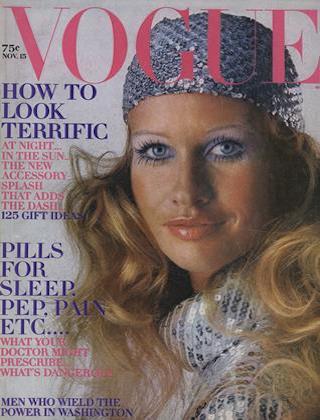 VOGUE
75¢
NOV. 15
HOW TO
LOOK
TERRIFIC
AT NIGHT...
IN THE SUN...
THE NEW
ACCESSORY-
SPLASH
THAT ADDS
THE DASH!
125 GIFT IDEAS
PILLS
FOR
SLEEP,
PEP, PAIN
ETC....
WHAT YOUR
DOCTOR MIGHT
PRESCRIBE...
WHAT'S DANGEROUS
MEN WHO WIELD THE
POWER IN WASHINGTON